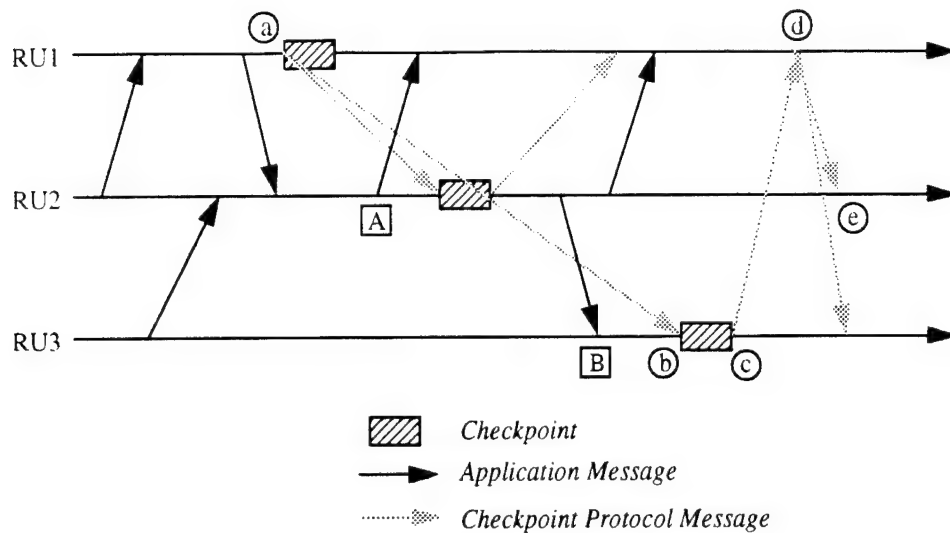 a
d
RU1
RU2
A
e
RU3
B
b
c
Checkpoint
Application Message
Checkpoint Protocol Message